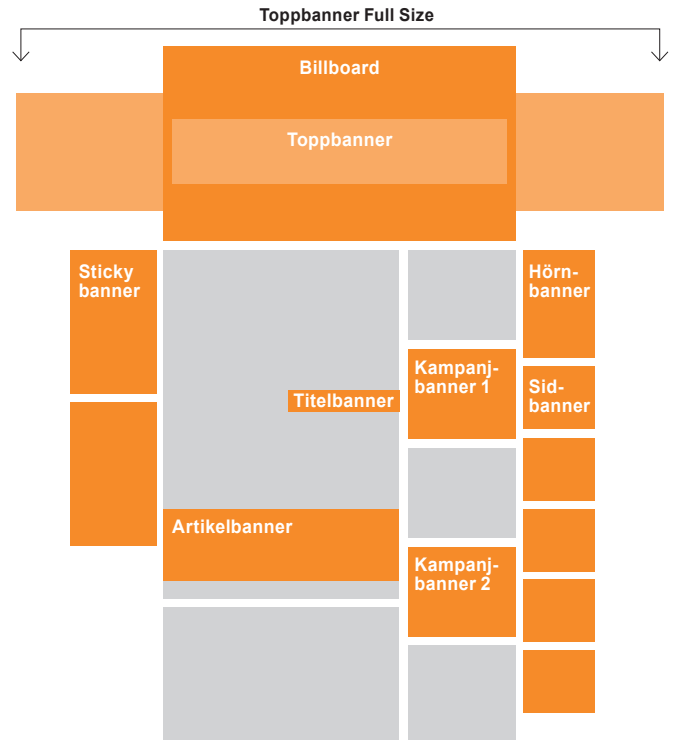 Toppbanner Full Size
Billboard
Toppbanner
Sticky
banner
Hörn-
banner
Kampanj-
banner 1
Sid-
banner
Titelbanner
Artikelbanner
Kampanj-
banner 2